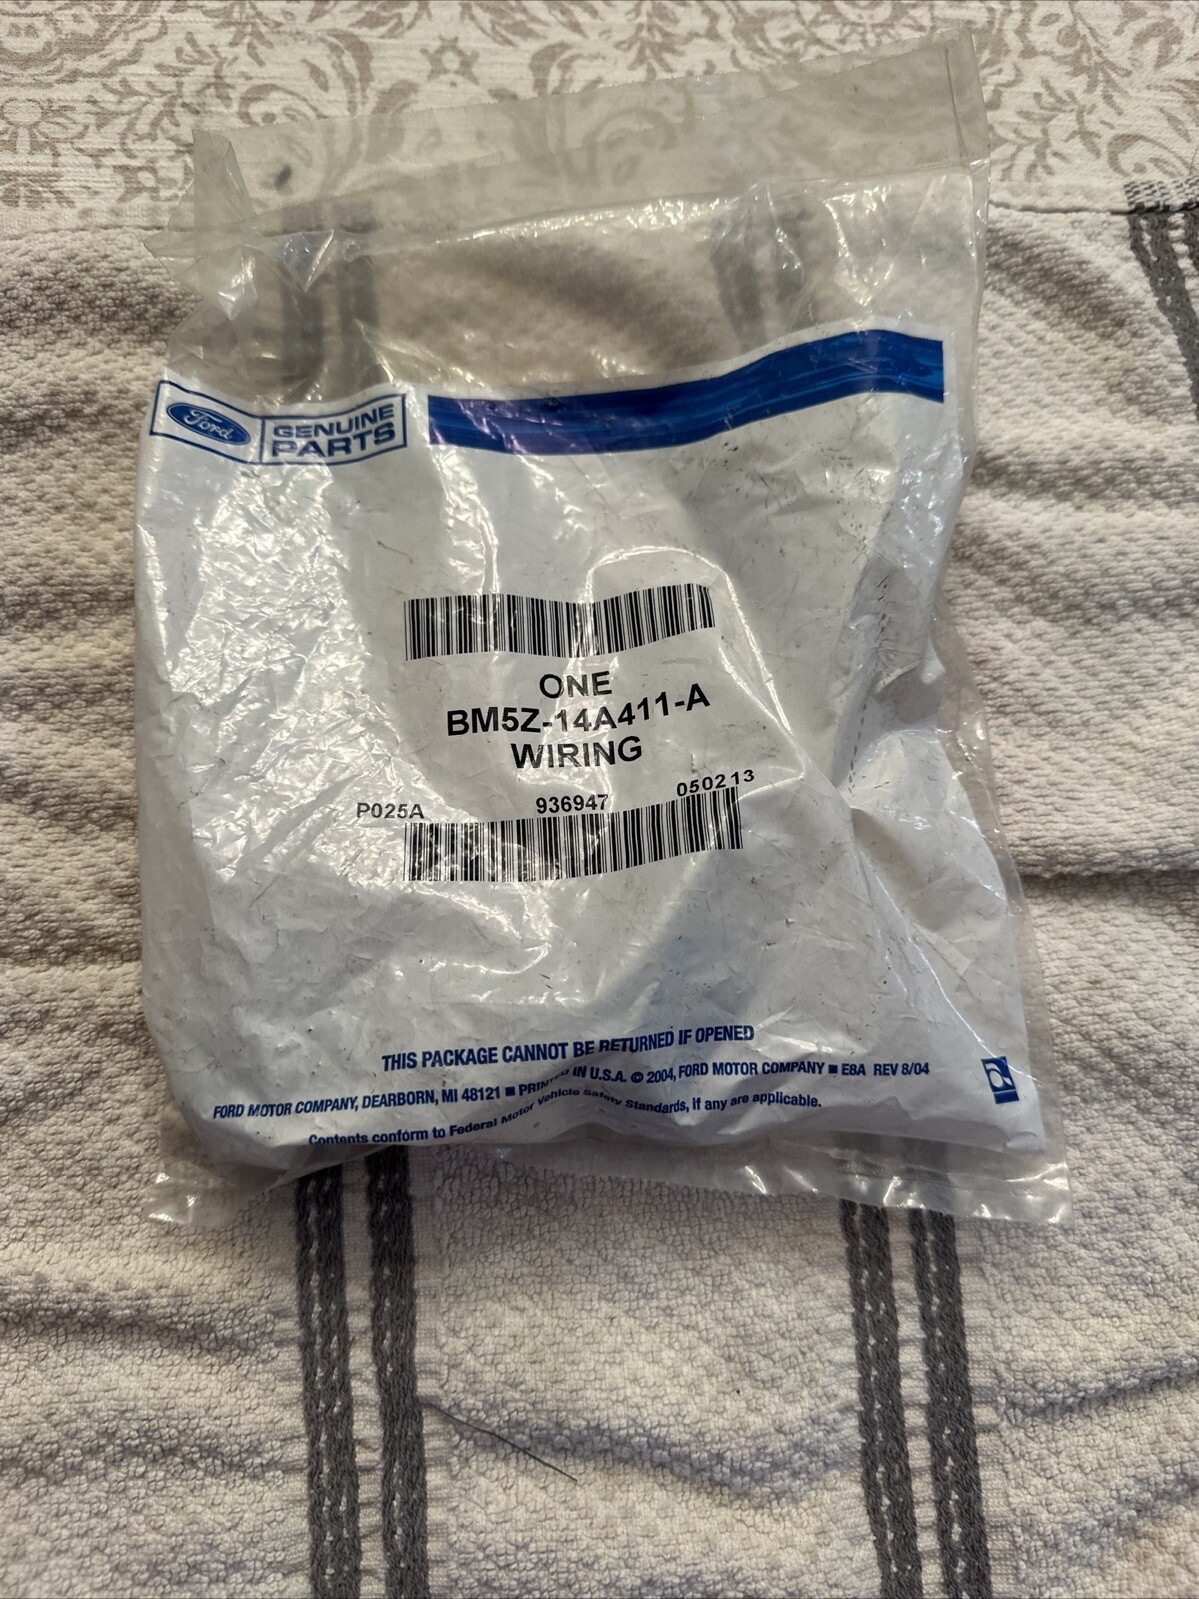 Ford GENUINE
PARTS
ONE
BM5Z-14A411-A
WIRING
P025A 936947 050213
THIS PACKAGE CANNOT BE RETURNED IF OPENED
FORD MOTOR COMPANY, DEARBORN, MI 48121 ■ PRINTED IN U.S.A. © 2004, FORD MOTOR COMPANY ■ E8A REV 8/04
Contents conform to Federal Motor Vehicle Safety Standards, if any are applicable.